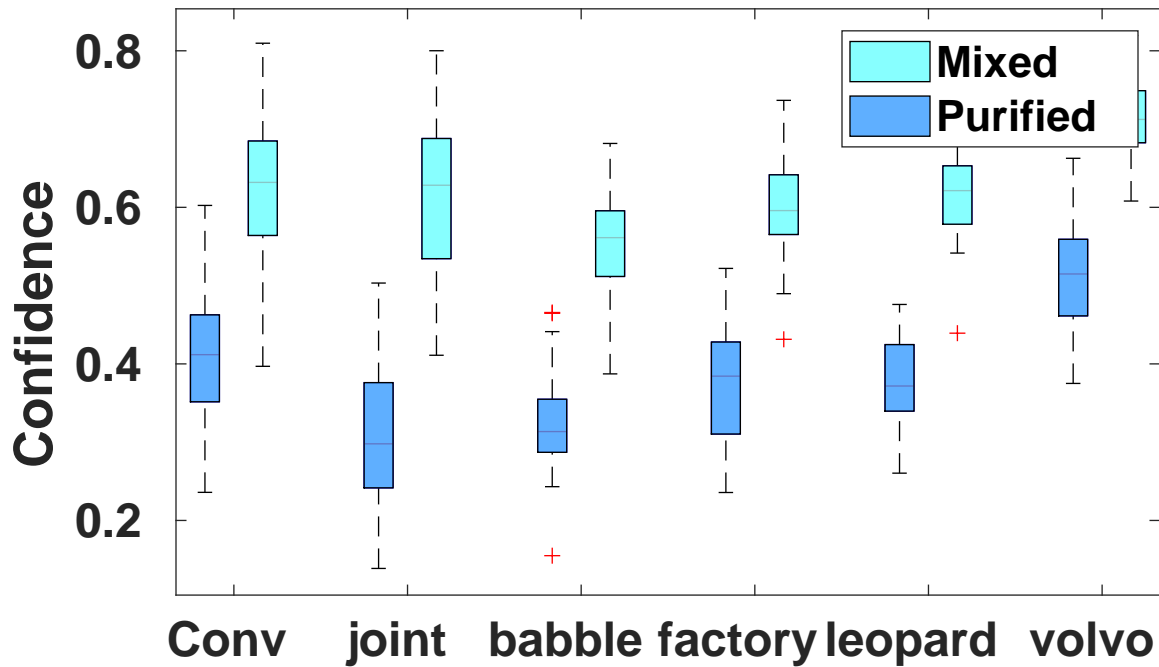 0.8
0.6
0.4
0.2
Confidence
Mixed
Purified
Conv joint babble factory leopard volvo